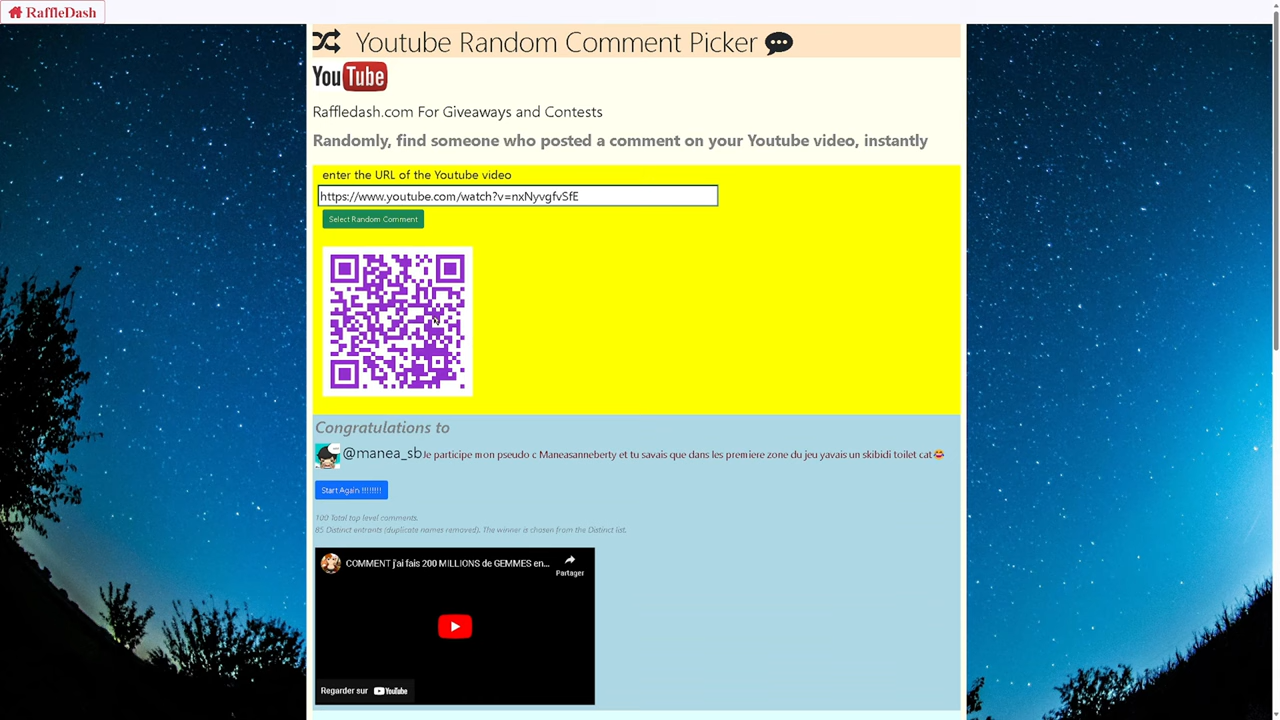 RaffleDash
Youtube Random Comment Picker
YouTube
Raffledash.com For Giveaways and Contests
Randomly, find someone who posted a comment on your Youtube video, instantly
enter the URL of the Youtube video
https://www.youtube.com/watch?v=nxNyvgfvSfE
Select Random Comment
Congratulations to
@manea_sbJe participe mon pseudo c Maneasanneberty et tu savais que dans les premiere zone du jeu yavais un skibidi toilet cat😂
Start Again !!!!!!!!
100 Total top level comments.
85 Distinct entrants (duplicate names removed). The winner is chosen from the Distinct list.
COMMENT j'ai fais 200 MILLIONS de GEMMES en...
Partager
Regarder sur YouTube